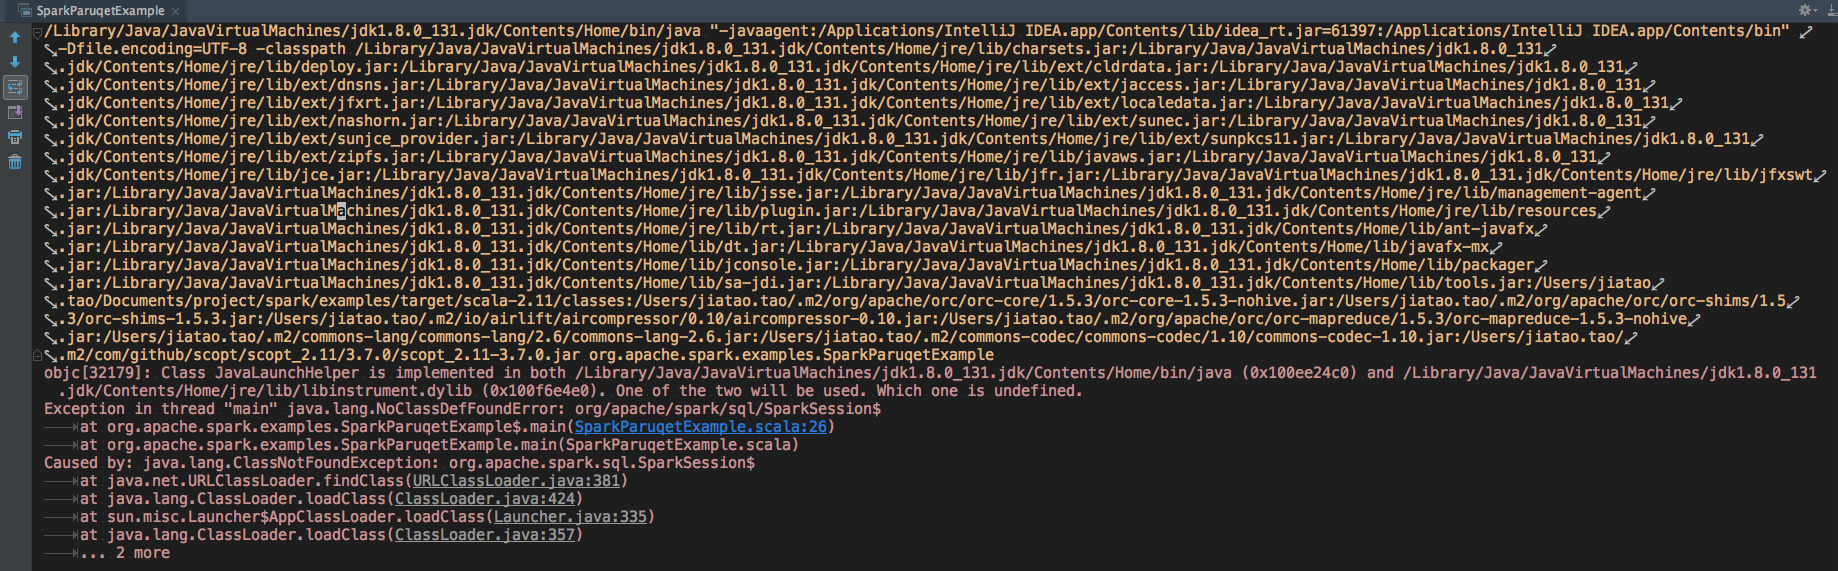 SparkParuqetExample
/Library/Java/JavaVirtualMachines/jdk1.8.0_131.jdk/Contents/Home/bin/java "-javaagent:/Applications/IntelliJ IDEA.app/Contents/lib/idea_rt.jar=61397:/Applications/IntelliJ IDEA.app/Contents/bin"
-Dfile.encoding=UTF-8 -classpath /Library/Java/JavaVirtualMachines/jdk1.8.0_131.jdk/Contents/Home/jre/lib/charsets.jar:/Library/Java/JavaVirtualMachines/jdk1.8.0_131
.jdk/Contents/Home/jre/lib/deploy.jar:/Library/Java/JavaVirtualMachines/jdk1.8.0_131.jdk/Contents/Home/jre/lib/ext/cldrdata.jar:/Library/Java/JavaVirtualMachines/jdk1.8.0_131
.jdk/Contents/Home/jre/lib/ext/dnsns.jar:/Library/Java/JavaVirtualMachines/jdk1.8.0_131.jdk/Contents/Home/jre/lib/ext/jaccess.jar:/Library/Java/JavaVirtualMachines/jdk1.8.0_131
.jdk/Contents/Home/jre/lib/ext/jfxrt.jar:/Library/Java/JavaVirtualMachines/jdk1.8.0_131.jdk/Contents/Home/jre/lib/ext/localedata.jar:/Library/Java/JavaVirtualMachines/jdk1.8.0_131
.jdk/Contents/Home/jre/lib/ext/nashorn.jar:/Library/Java/JavaVirtualMachines/jdk1.8.0_131.jdk/Contents/Home/jre/lib/ext/sunec.jar:/Library/Java/JavaVirtualMachines/jdk1.8.0_131
.jdk/Contents/Home/jre/lib/ext/sunjce_provider.jar:/Library/Java/JavaVirtualMachines/jdk1.8.0_131.jdk/Contents/Home/jre/lib/ext/sunpkcs11.jar:/Library/Java/JavaVirtualMachines/jdk1.8.0_131
.jdk/Contents/Home/jre/lib/ext/zipfs.jar:/Library/Java/JavaVirtualMachines/jdk1.8.0_131.jdk/Contents/Home/jre/lib/javaws.jar:/Library/Java/JavaVirtualMachines/jdk1.8.0_131
.jdk/Contents/Home/jre/lib/jce.jar:/Library/Java/JavaVirtualMachines/jdk1.8.0_131.jdk/Contents/Home/jre/lib/jfr.jar:/Library/Java/JavaVirtualMachines/jdk1.8.0_131.jdk/Contents/Home/jre/lib/jfxswt
.jar:/Library/Java/JavaVirtualMachines/jdk1.8.0_131.jdk/Contents/Home/jre/lib/jsse.jar:/Library/Java/JavaVirtualMachines/jdk1.8.0_131.jdk/Contents/Home/jre/lib/management-agent
.jar:/Library/Java/JavaVirtualMachines/jdk1.8.0_131.jdk/Contents/Home/jre/lib/plugin.jar:/Library/Java/JavaVirtualMachines/jdk1.8.0_131.jdk/Contents/Home/jre/lib/resources
.jar:/Library/Java/JavaVirtualMachines/jdk1.8.0_131.jdk/Contents/Home/jre/lib/rt.jar:/Library/Java/JavaVirtualMachines/jdk1.8.0_131.jdk/Contents/Home/lib/ant-javafx
.jar:/Library/Java/JavaVirtualMachines/jdk1.8.0_131.jdk/Contents/Home/lib/dt.jar:/Library/Java/JavaVirtualMachines/jdk1.8.0_131.jdk/Contents/Home/lib/javafx-mx
.jar:/Library/Java/JavaVirtualMachines/jdk1.8.0_131.jdk/Contents/Home/lib/jconsole.jar:/Library/Java/JavaVirtualMachines/jdk1.8.0_131.jdk/Contents/Home/lib/packager
.jar:/Library/Java/JavaVirtualMachines/jdk1.8.0_131.jdk/Contents/Home/lib/sa-jdi.jar:/Library/Java/JavaVirtualMachines/jdk1.8.0_131.jdk/Contents/Home/lib/tools.jar:/Users/jiatao
.tao/Documents/project/spark/examples/target/scala-2.11/classes:/Users/jiatao.tao/.m2/org/apache/orc/orc-core/1.5.3/orc-core-1.5.3-nohive.jar:/Users/jiatao.tao/.m2/org/apache/orc/orc-shims/1.5
.3/orc-shims-1.5.3.jar:/Users/jiatao.tao/.m2/io/airlift/aircompressor/0.10/aircompressor-0.10.jar:/Users/jiatao.tao/.m2/org/apache/orc/orc-mapreduce/1.5.3/orc-mapreduce-1.5.3-nohive
.jar:/Users/jiatao.tao/.m2/commons-lang/commons-lang/2.6/commons-lang-2.6.jar:/Users/jiatao.tao/.m2/commons-codec/commons-codec/1.10/commons-codec-1.10.jar:/Users/jiatao.tao/
.m2/com/github/scopt/scopt_2.11/3.7.0/scopt_2.11-3.7.0.jar org.apache.spark.examples.SparkParuqetExample
objc[32179]: Class JavaLaunchHelper is implemented in both /Library/Java/JavaVirtualMachines/jdk1.8.0_131.jdk/Contents/Home/bin/java (0x100ee24c0) and /Library/Java/JavaVirtualMachines/jdk1.8.0_131
.jdk/Contents/Home/jre/lib/libinstrument.dylib (0x100f6e4e0). One of the two will be used. Which one is undefined.
Exception in thread "main" java.lang.NoClassDefFoundError: org/apache/spark/sql/SparkSession$
at org.apache.spark.examples.SparkParuqetExample$.main(SparkParuqetExample.scala:26)
at org.apache.spark.examples.SparkParuqetExample.main(SparkParuqetExample.scala)
Caused by: java.lang.ClassNotFoundException: org.apache.spark.sql.SparkSession$
at java.net.URLClassLoader.findClass(URLClassLoader.java:381)
at java.lang.ClassLoader.loadClass(ClassLoader.java:424)
at sun.misc.Launcher$AppClassLoader.loadClass(Launcher.java:335)
at java.lang.ClassLoader.loadClass(ClassLoader.java:357)
... 2 more